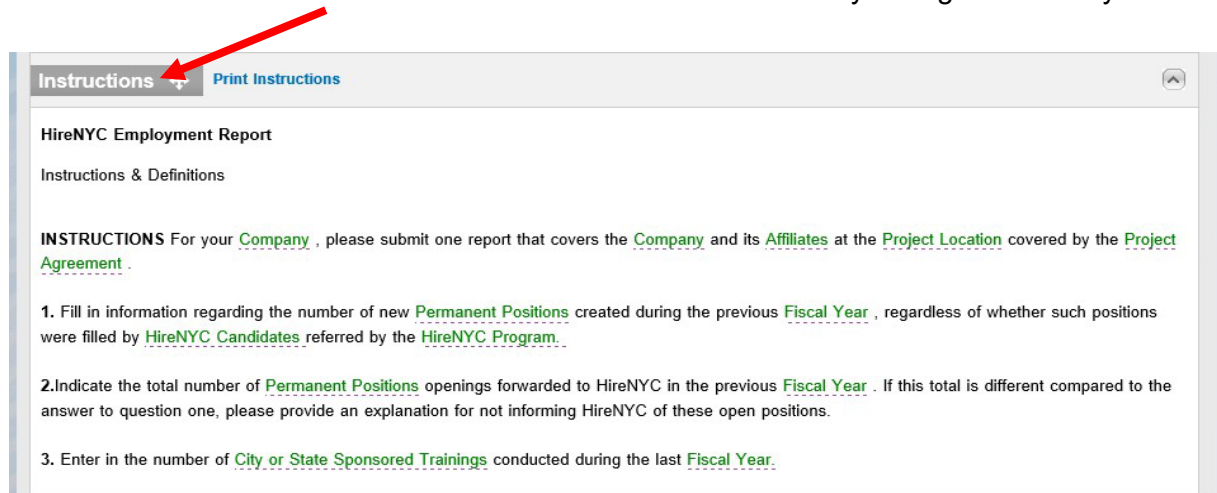 Instructions Print Instructions
HireNYC Employment Report
Instructions & Definitions
INSTRUCTIONS For your Company , please submit one report that covers the Company and its Affiliates at the Project Location covered by the Project
Agreement .
1. Fill in information regarding the number of new Permanent Positions created during the previous Fiscal Year , regardless of whether such positions
were filled by HireNYC Candidates referred by the HireNYC Program.
2.Indicate the total number of Permanent Positions openings forwarded to HireNYC in the previous Fiscal Year . If this total is different compared to the
answer to question one, please provide an explanation for not informing HireNYC of these open positions.
3. Enter in the number of City or State Sponsored Trainings conducted during the last Fiscal Year.